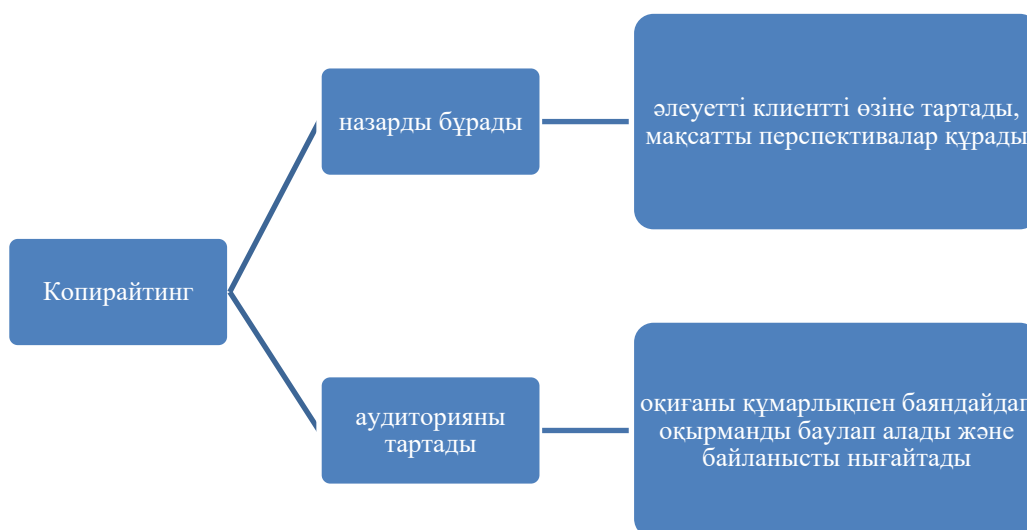 Копирайтинг
назарды бұрады
әлеуетті клиентті өзіне тартады,
мақсатты перспективалар құрады
аудиторияны
тартады
оқиғаны құмарлықпен баяндайдап
оқырманды баулап алады және
байланысты нығайтады